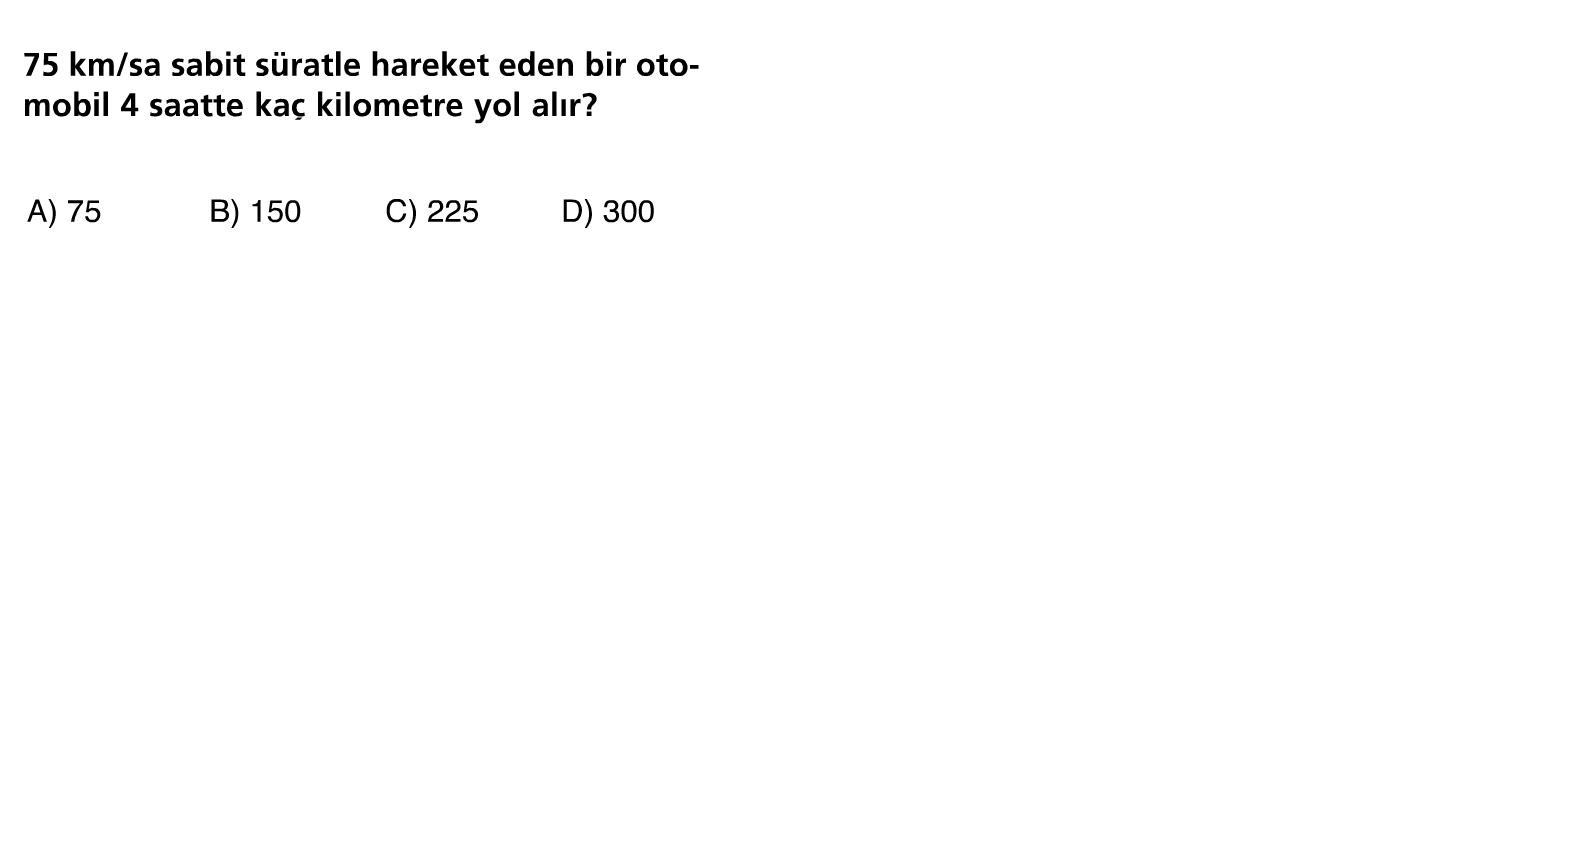 75 km/sa sabit süratle hareket eden bir oto-
mobil 4 saatte kaç kilometre yol alır?
A) 75 B) 150 C) 225 D) 300